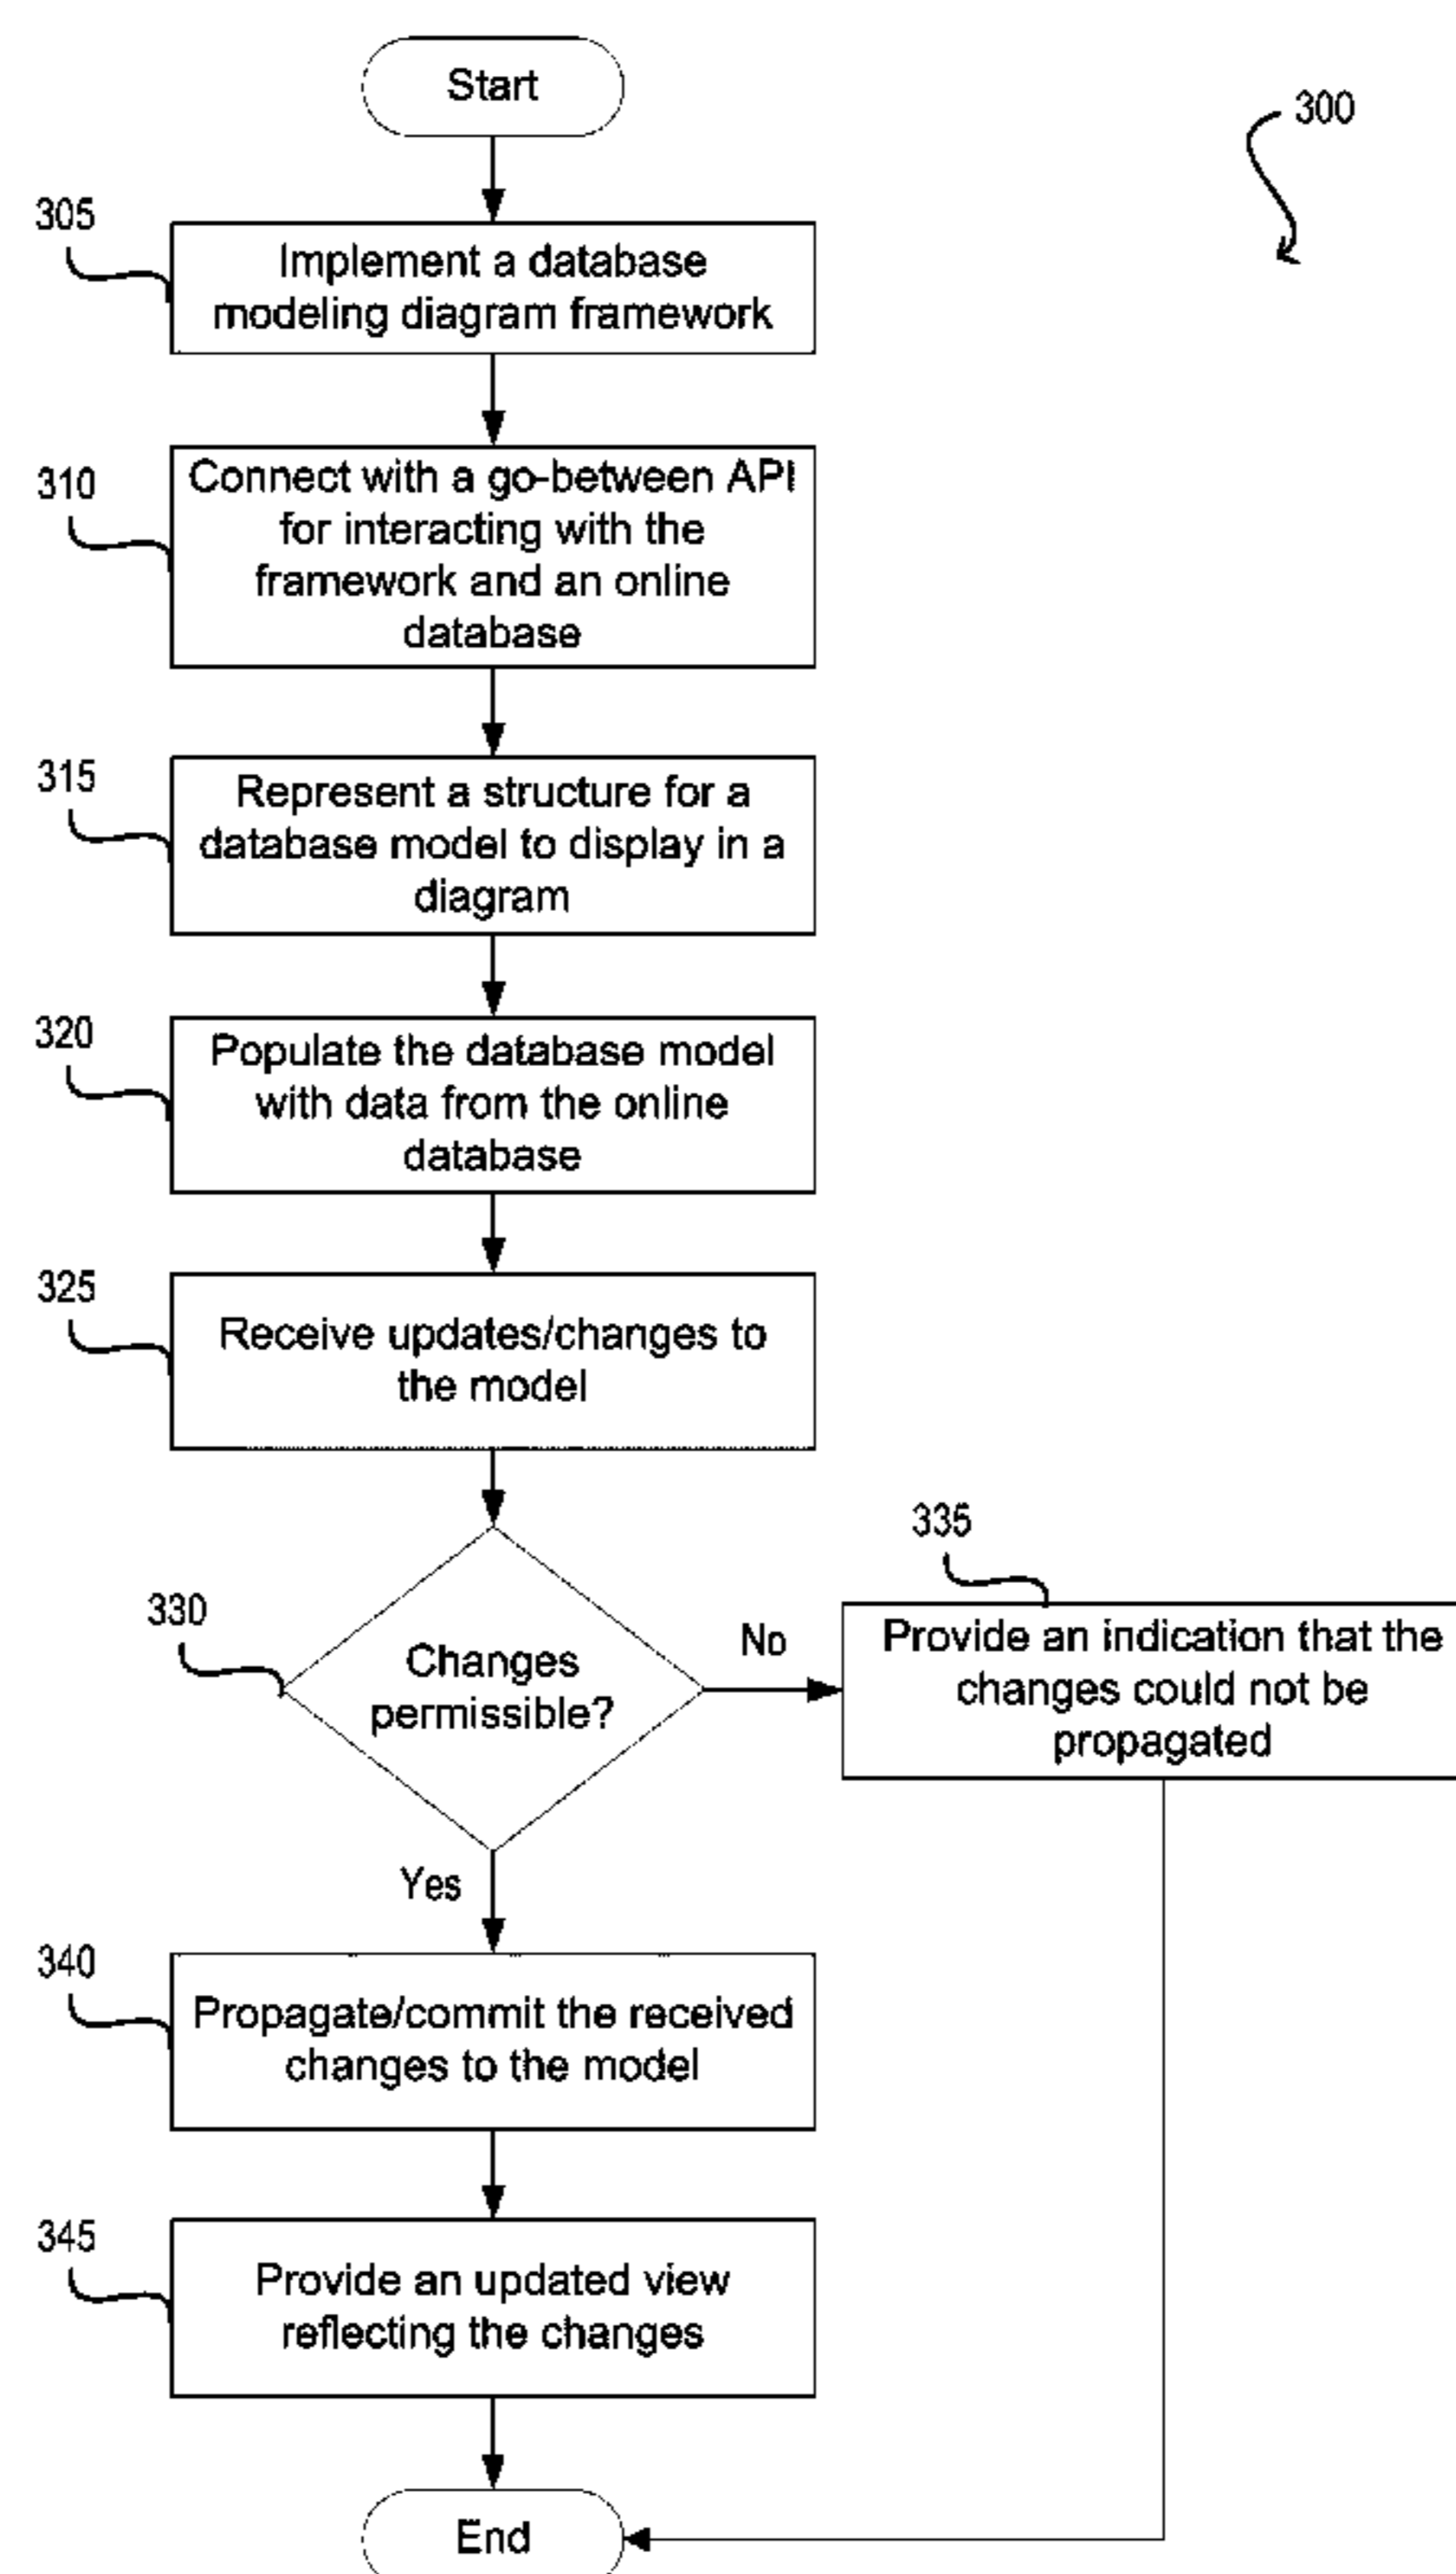 Start
300
305
Implement a database
modeling diagram framework
310
Connect with a go-between API
for interacting with the
framework and an online
database
315
Represent a structure for a
database model to display in a
diagram
320
Populate the database model
with data from the online
database
325
Receive updates/changes to
the model
330
Changes
permissible?
No
335
Provide an indication that the
changes could not be
propagated
Yes
340
Propagate/commit the received
changes to the model
345
Provide an updated view
reflecting the changes
End